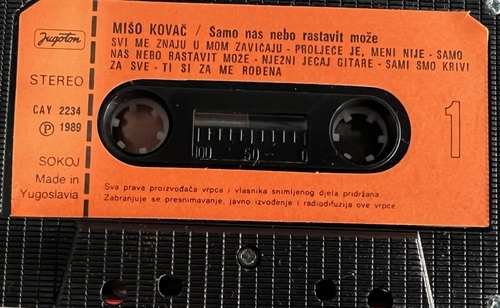 Jugoton
STEREO
CAY 2234
Ⓟ 1989
SOKOJ
Made in
Yugoslavia
MIŠO KOVAČ / Samo nas nebo rastavit može
SVI ME ZNAJU U MOM ZAVIČAJU - PROLJEĆE JE, MENI NIJE - SAMO
NAS NEBO RASTAVIT MOŽE - NJEŽNI JECAJ GITARE - SAMI SMO KRIVI
ZA SVE - TI SI ZA ME ROĐENA
100 50 0
1
Sva prava proizvođača vrpce i vlasnika snimljenog djela pridržana.
Zabranjuje se presnimavanje, javno izvođenje i radiodifuzija ove vrpce